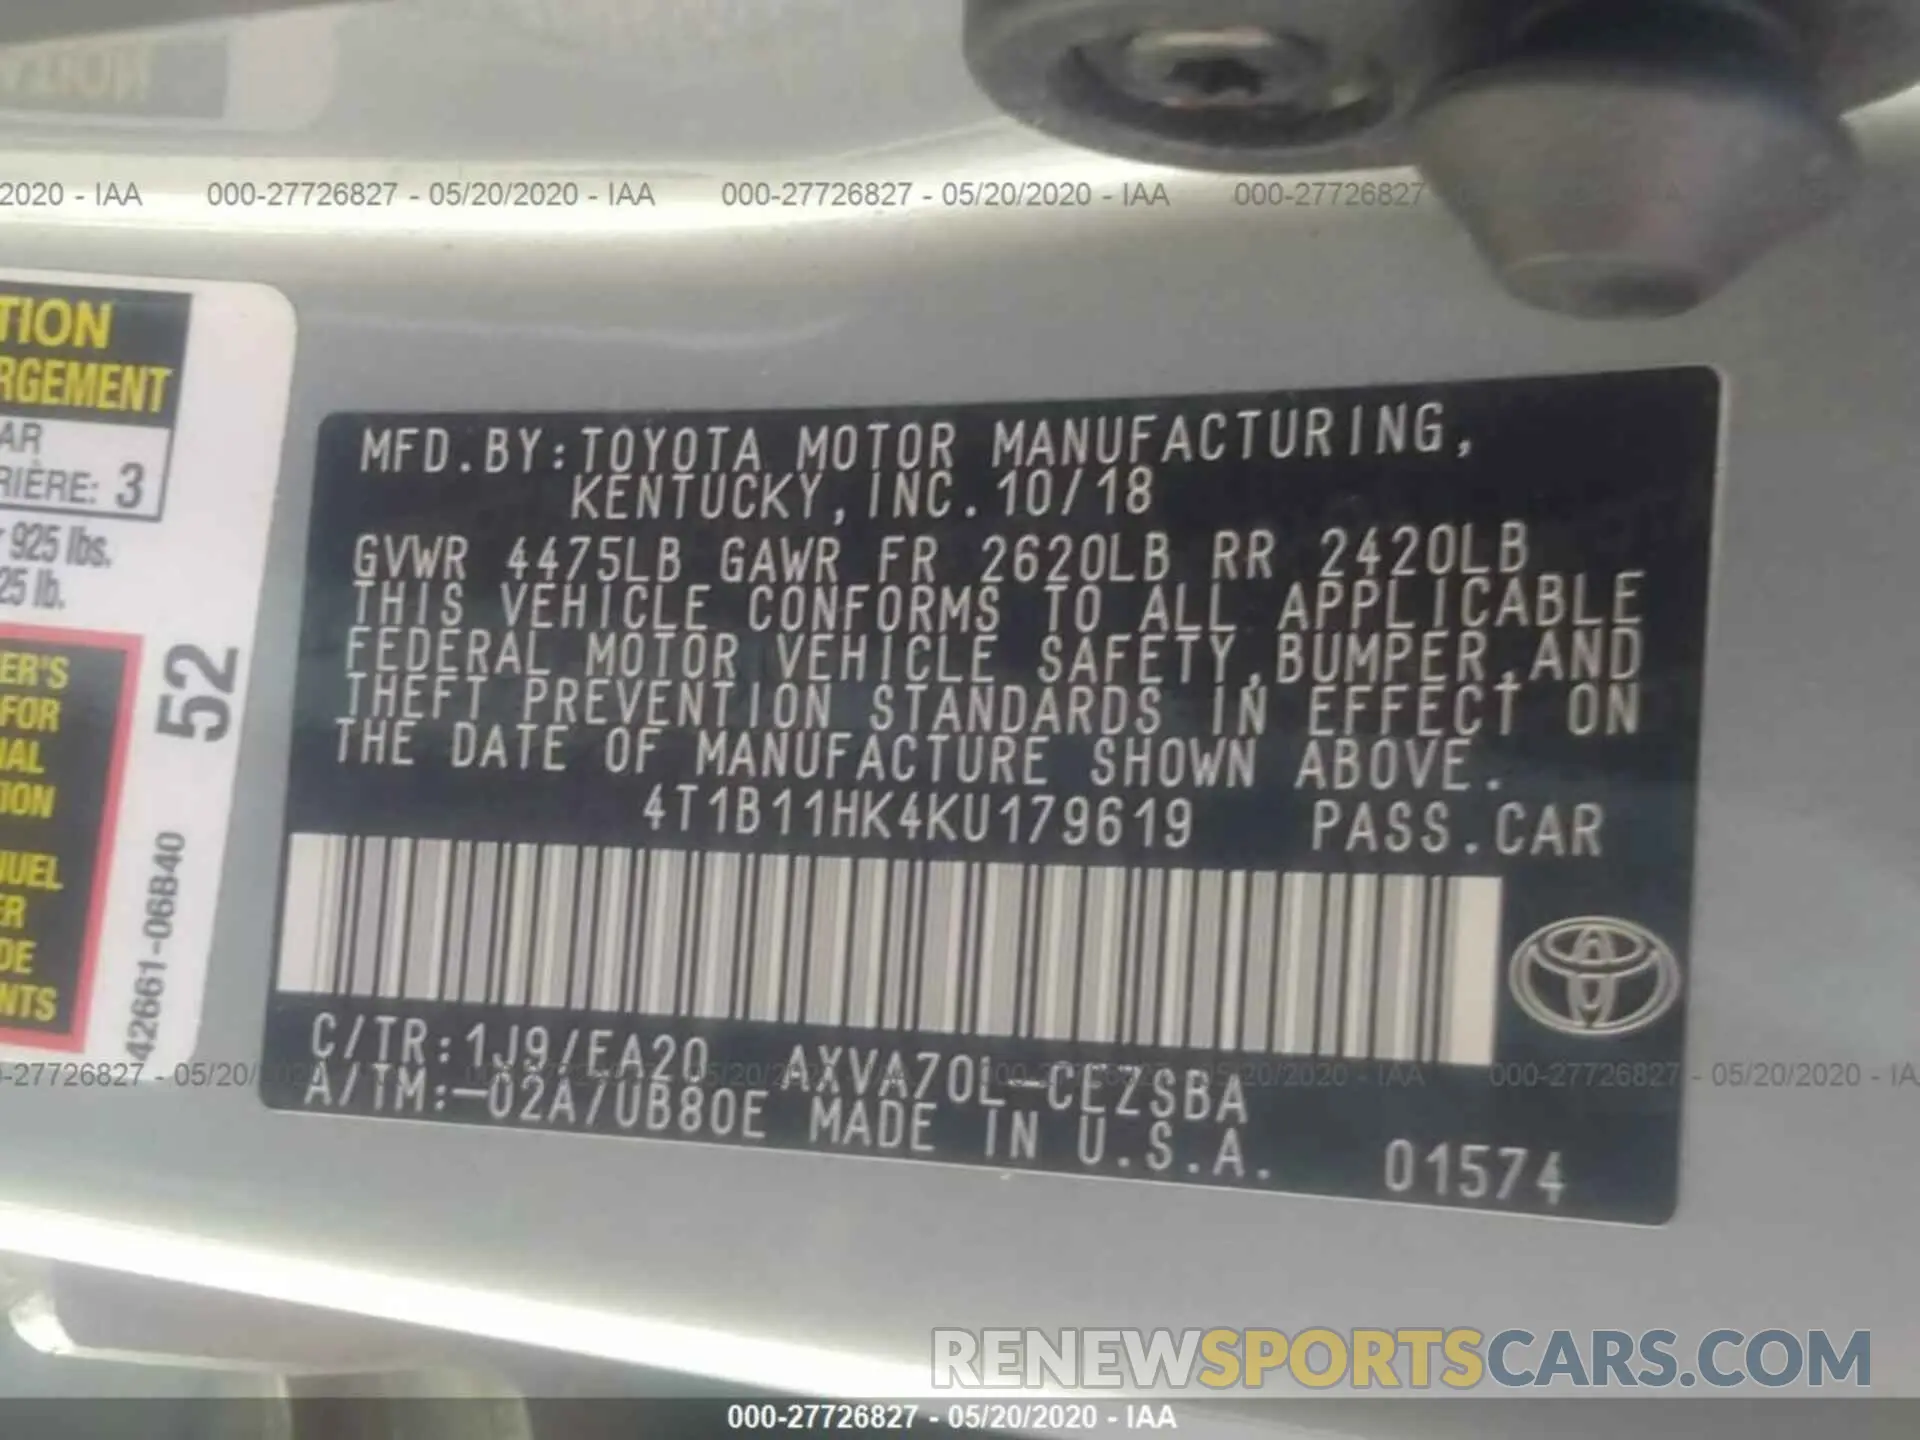 2020 - IAA 000-27726827 - 05/20/2020 - IAA 000-27726827 - 05/20/2020 - IAA 000-27726827
TION
RGEMENT
AR
RIÈRE: 3
925 lbs.
25 lb.
ER'S
FOR
NAL
ION
NUEL
ER
DE
NTS
52
42661-06B40
MFD.BY:TOYOTA MOTOR MANUFACTURING,
KENTUCKY,INC.10/18
GVWR 4475LB GAWR FR 2620LB RR 2420LB
THIS VEHICLE CONFORMS TO ALL APPLICABLE
FEDERAL MOTOR VEHICLE SAFETY,BUMPER,AND
THEFT PREVENTION STANDARDS IN EFFECT ON
THE DATE OF MANUFACTURE SHOWN ABOVE.
4T1B11HK4KU179619 PASS.CAR
C/TR:1J9/FA20 AXVA70L-CEZSBA
A/TM:-02A/UB80E MADE IN U.S.A. 01574
0-27726827 - 05/20/2020 - IAA 000-27726827 - 05/20/2020 - IA
RENEWSPORTSCARS.COM
000-27726827 - 05/20/2020 - IAA